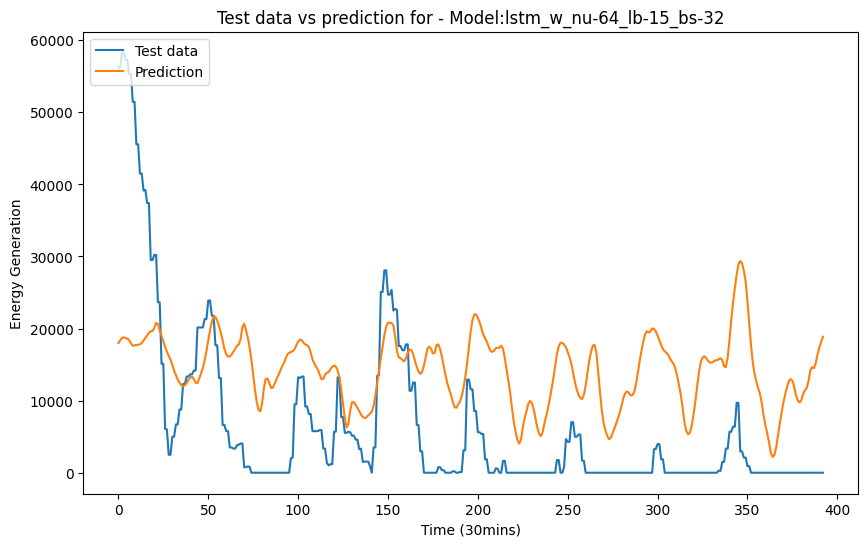 Test data vs prediction for - Model:lstm_w_nu-64_lb-15_bs-32
Test data
Prediction
60000
50000
40000
30000
20000
10000
0
Energy Generation
0 50 100 150 200 250 300 350 400
Time (30mins)